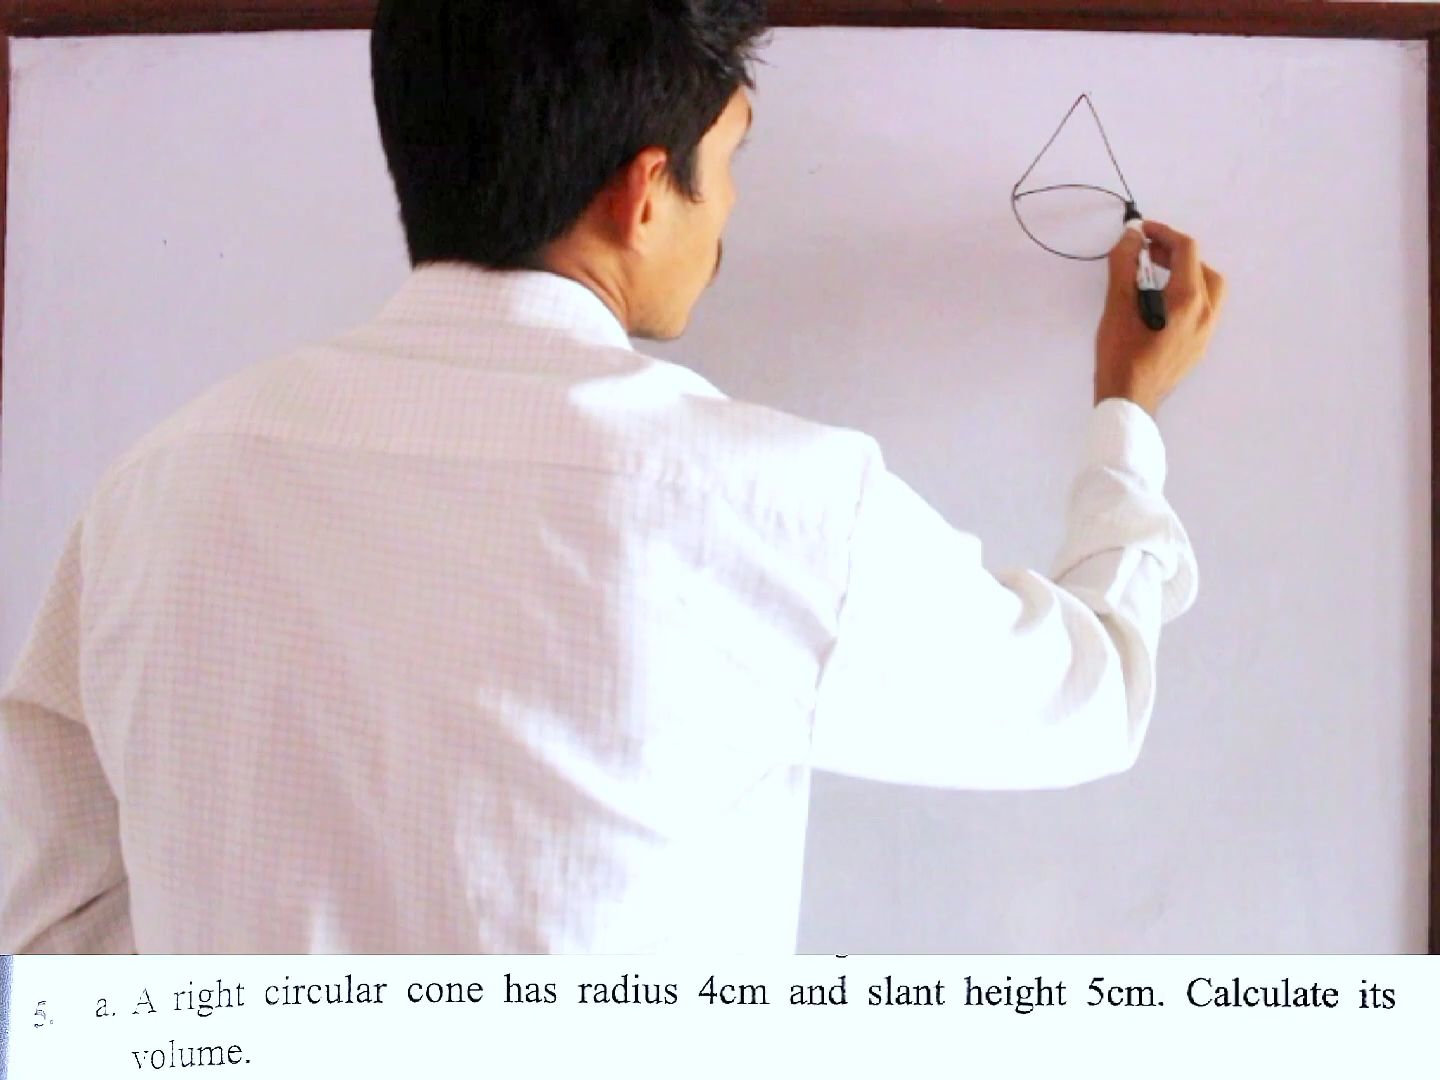 5. a. A right circular cone has radius 4cm and slant height 5cm. Calculate its
volume.